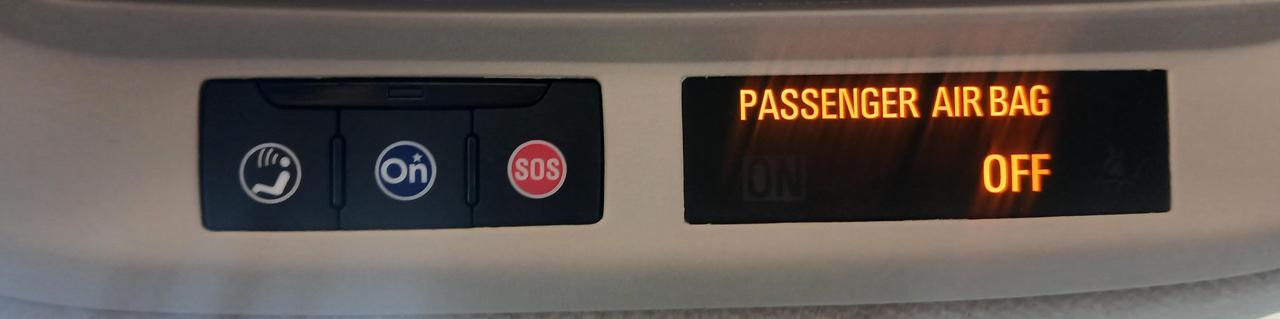 On
SOS
PASSENGER AIR BAG
ON
OFF